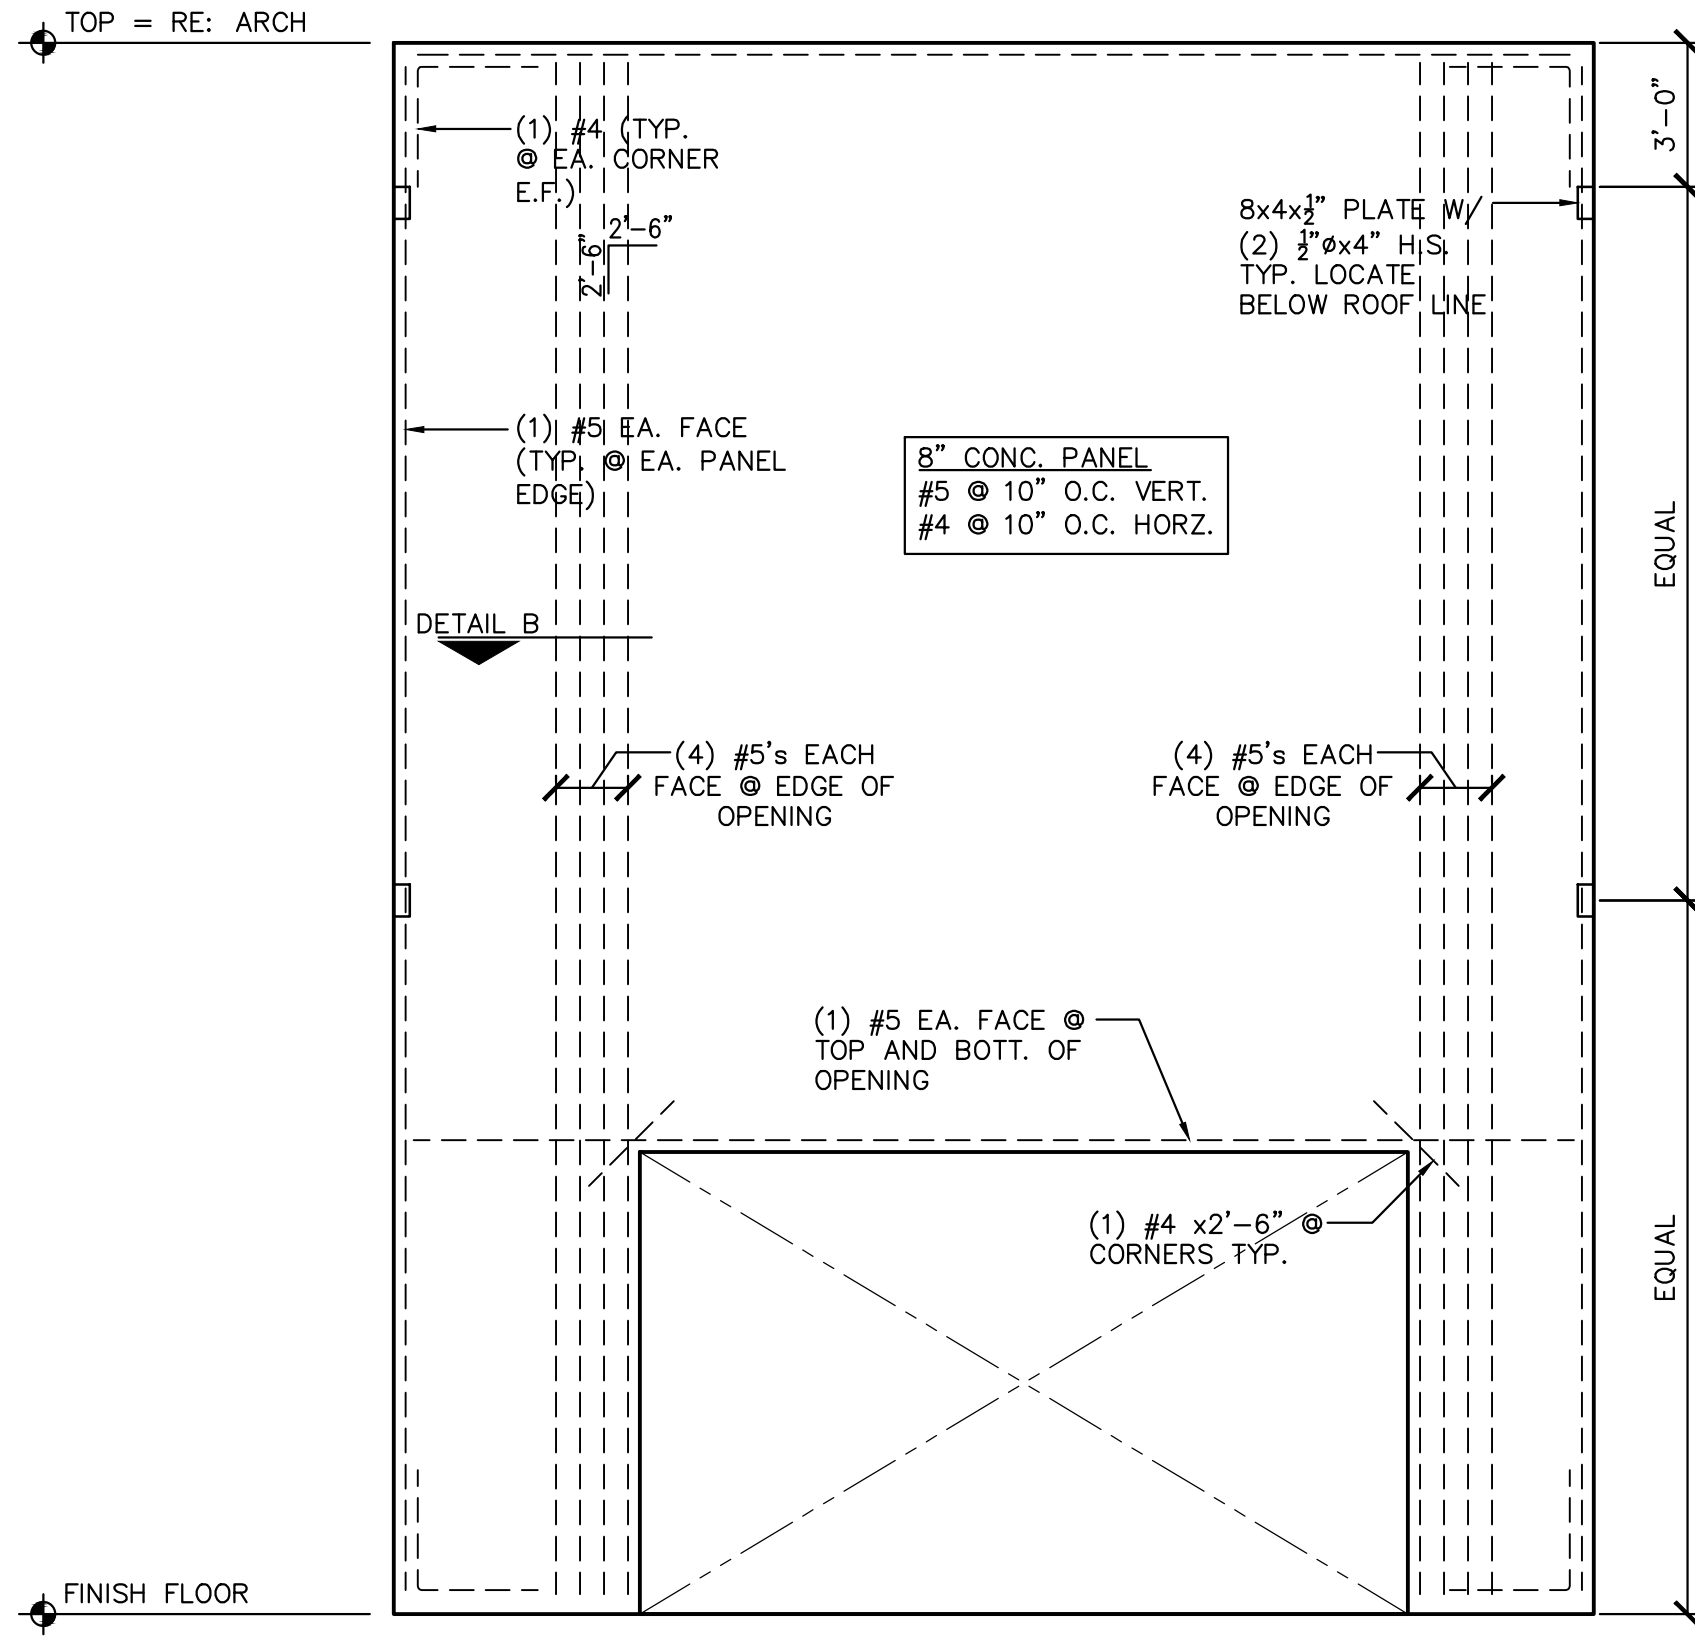 TOP = RE: ARCH
3'-0"
(1) #4 (TYP.
@ EA. CORNER
E.F.)
2'-6"
2'-6"
8x4x½" PLATE W/
(2) ½"øx4" H.S.
TYP. LOCATE
BELOW ROOF LINE
(1) #5 EA. FACE
(TYP. @ EA. PANEL
EDGE)
8" CONC. PANEL
#5 @ 10" O.C. VERT.
#4 @ 10" O.C. HORZ.
EQUAL
DETAIL B
(4) #5's EACH
FACE @ EDGE OF
OPENING
(4) #5's EACH
FACE @ EDGE OF
OPENING
(1) #5 EA. FACE @
TOP AND BOTT. OF
OPENING
(1) #4 x2'-6" @
CORNERS TYP.
EQUAL
FINISH FLOOR